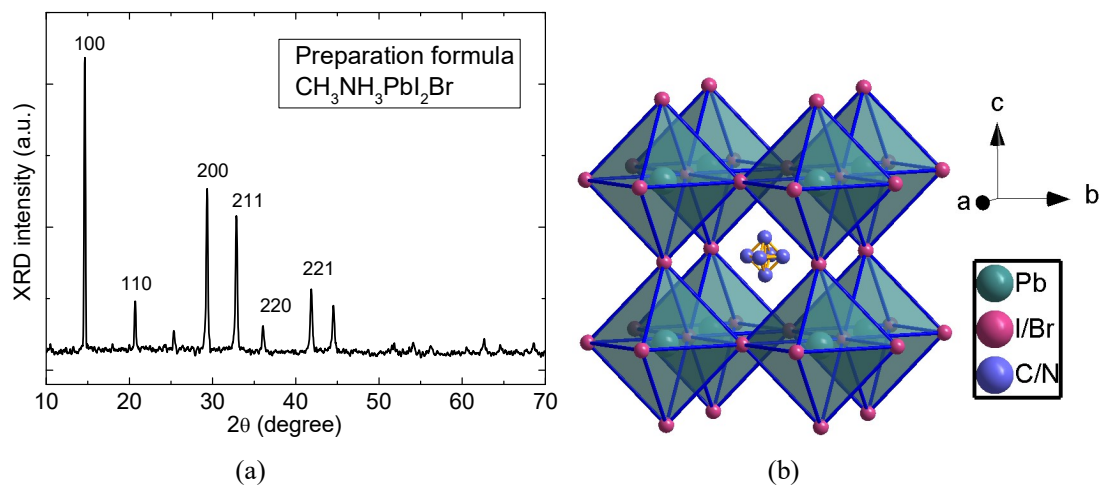 100
Preparation formula
CH₃NH₃PbI₂Br
200
211
110
220
221
XRD intensity (a.u.)
10 20 30 40 50 60 70
2θ (degree)
(a)
c
a
b
Pb
I/Br
C/N
(b)